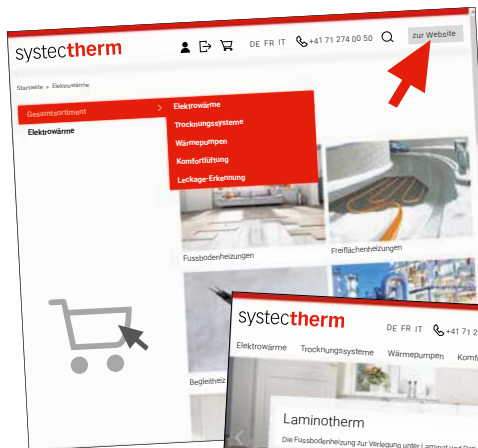 systectherm
DE FR IT
+41 71 274 00 50
zur Website
Startseite » Elektrowärme
Gesamtsortiment
Elektrowärme
Elektrowärme
Trocknungssysteme
Wärmepumpen
Komfortlüftung
Leckage-Erkennung
Fussbodenheizungen
Freiflächenheizungen
Begleitheiz
systectherm
DE FR IT
+41 71 2
Elektrowärme Trocknungssysteme Wärmepumpen Komf
Laminotherm
Die Fussbodenheizung zur Verlegung unter Laminat und